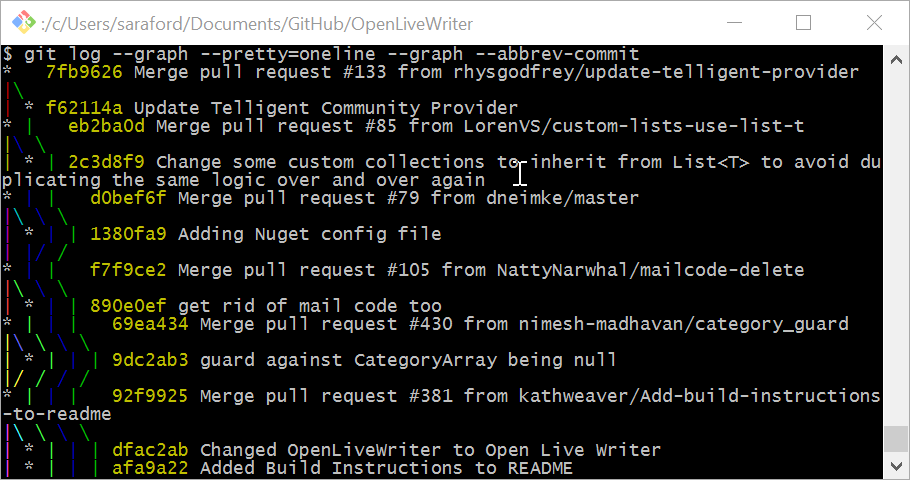 :/c/Users/saraford/Documents/GitHub/OpenLiveWriter
$ git log --graph --pretty=oneline --graph --abbrev-commit
*   7fb9626 Merge pull request #133 from rhysgodfrey/update-telligent-provider
|\
| * f62114a Update Telligent Community Provider
* |   eb2ba0d Merge pull request #85 from LorenVS/custom-lists-use-list-t
|\ \
| * | 2c3d8f9 Change some custom collections to inherit from List<T> to avoid du
plicating the same logic over and over again
* | |   d0bef6f Merge pull request #79 from dneimke/master
|\ \ \
| * | | 1380fa9 Adding Nuget config file
| |/ /
* | |   f7f9ce2 Merge pull request #105 from NattyNarwhal/mailcode-delete
|\ \ \
| * | | 890e0ef get rid of mail code too
* | | |   69ea434 Merge pull request #430 from nimesh-madhavan/category_guard
|\ \ \ \
| * | | | 9dc2ab3 guard against CategoryArray being null
|/ / / /
* | | |   92f9925 Merge pull request #381 from kathweaver/Add-build-instructions
-to-readme
|\ \ \ \
| * | | | dfac2ab Changed OpenLiveWriter to Open Live Writer
| * | | | afa9a22 Added Build Instructions to README